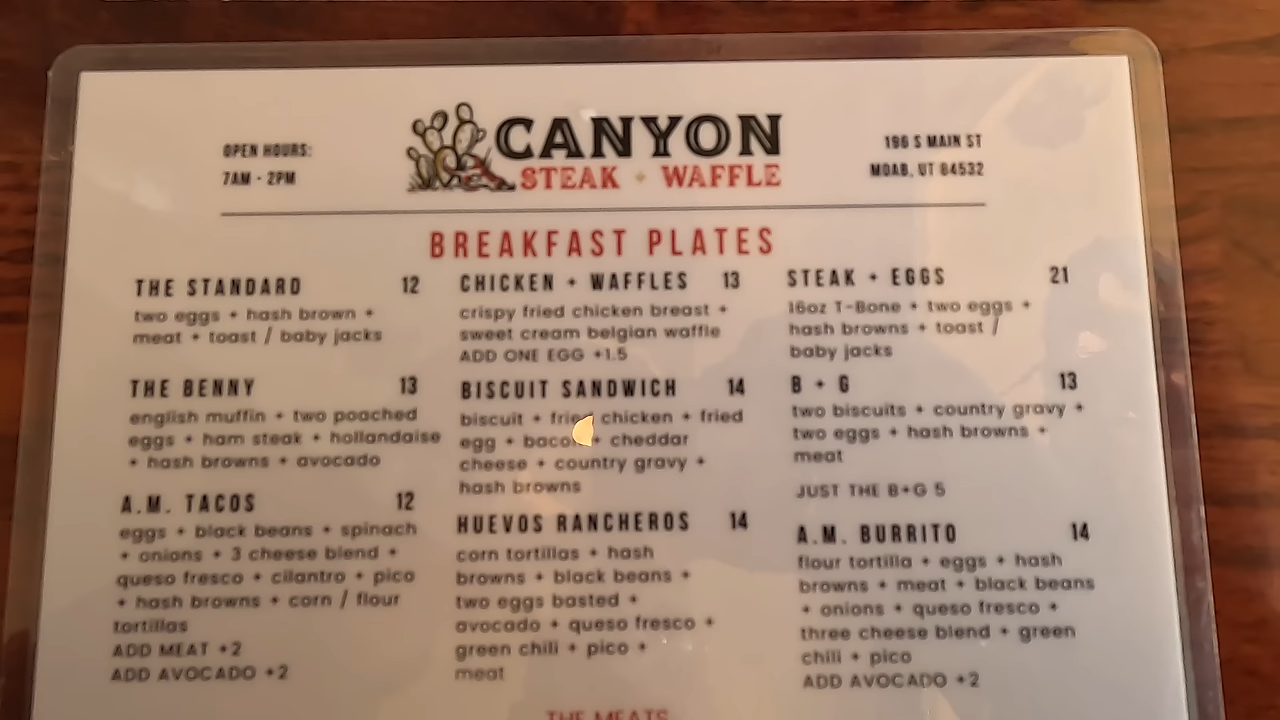 OPEN HOURS:
7AM - 2PM
CANYON
STEAK + WAFFLE
196 S MAIN ST
MOAB, UT 84532
BREAKFAST PLATES
THE STANDARD 12
two eggs + hash brown +
meat + toast / baby jacks
THE BENNY 13
english muffin + two poached
eggs + ham steak + hollandaise
+ hash browns + avocado
A.M. TACOS 12
eggs + black beans + spinach
+ onions + 3 cheese blend +
queso fresco + cilantro + pico
+ hash browns + corn / flour
tortillas
ADD MEAT +2
ADD AVOCADO +2
CHICKEN + WAFFLES 13
crispy fried chicken breast +
sweet cream belgian waffle
ADD ONE EGG +1.5
BISCUIT SANDWICH 14
biscuit + fried chicken + fried
egg + bacon + cheddar
cheese + country gravy +
hash browns
HUEVOS RANCHEROS 14
corn tortillas + hash
browns + black beans +
two eggs basted +
avocado + queso fresco +
green chili + pico +
meat
STEAK + EGGS 21
16oz T-Bone + two eggs +
hash browns + toast /
baby jacks
B + G 13
two biscuits + country gravy +
two eggs + hash browns +
meat
JUST THE B+G 5
A.M. BURRITO 14
flour tortilla + eggs + hash
browns + meat + black beans
+ onions + queso fresco +
three cheese blend + green
chili + pico
ADD AVOCADO +2
THE MEATS